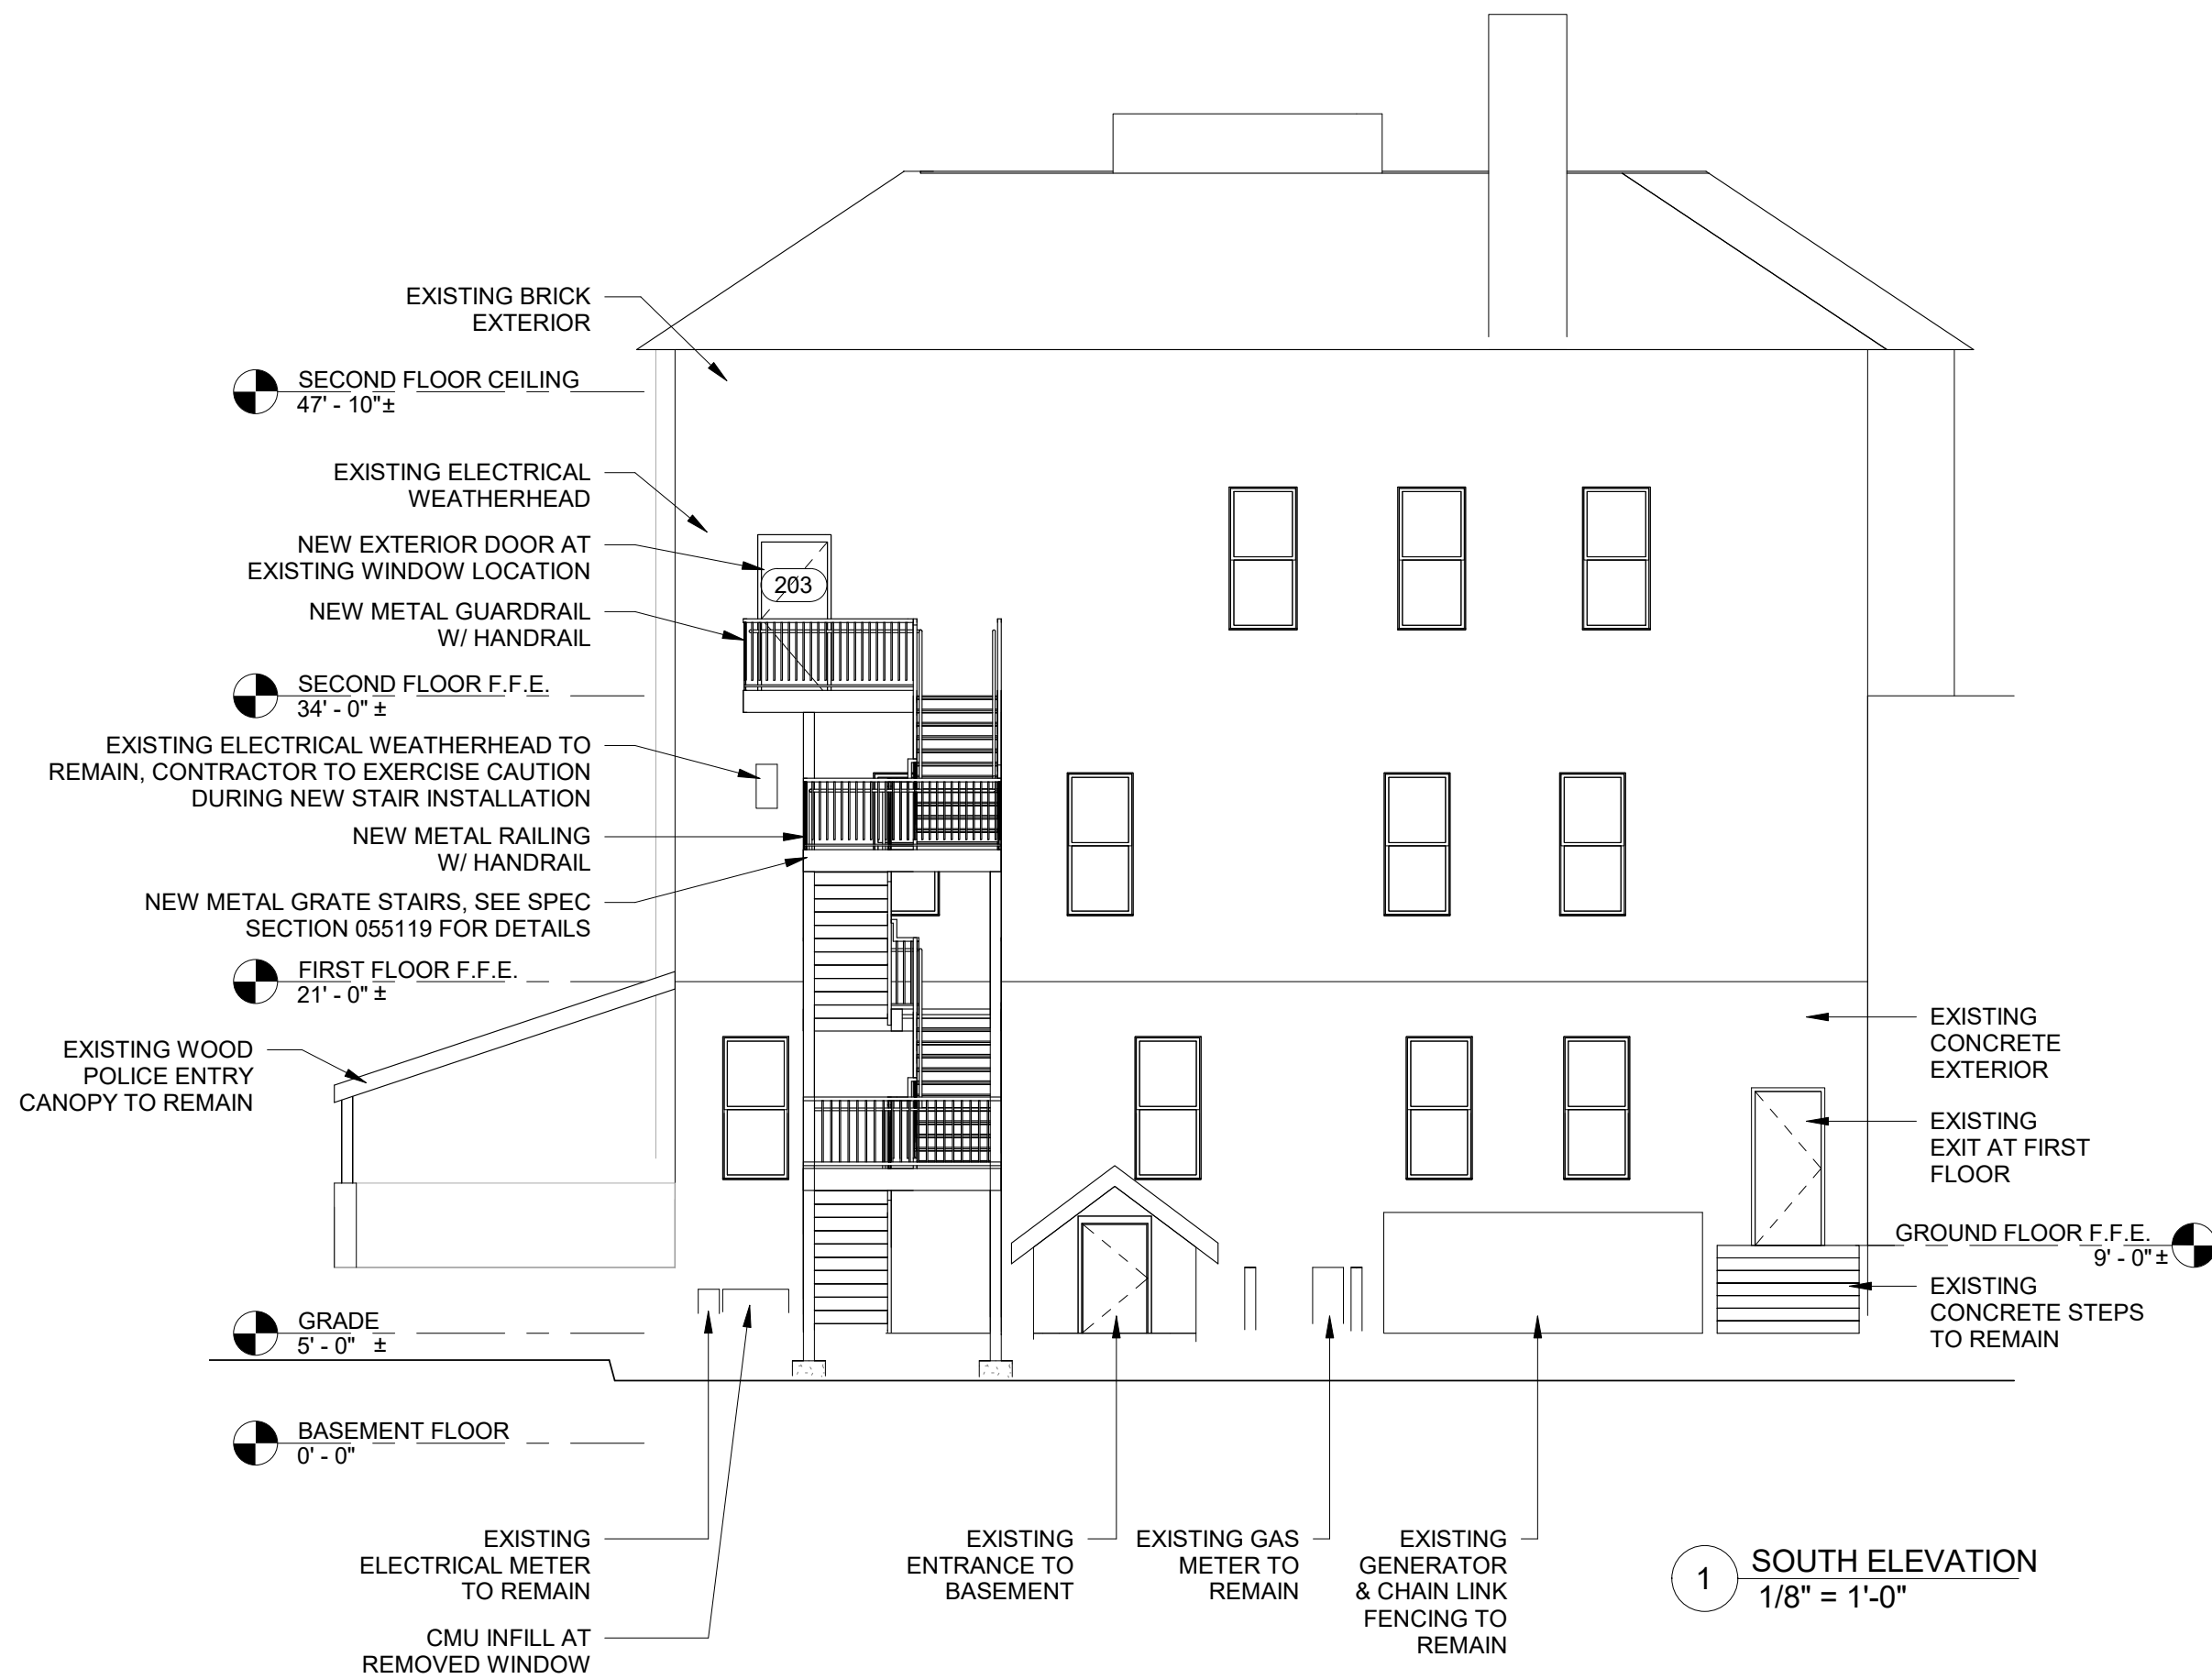 EXISTING BRICK
EXTERIOR
SECOND FLOOR CEILING
47' - 10"±
EXISTING ELECTRICAL
WEATHERHEAD
NEW EXTERIOR DOOR AT
EXISTING WINDOW LOCATION
203
NEW METAL GUARDRAIL
W/ HANDRAIL
SECOND FLOOR F.F.E.
34' - 0" ±
EXISTING ELECTRICAL WEATHERHEAD TO
REMAIN, CONTRACTOR TO EXERCISE CAUTION
DURING NEW STAIR INSTALLATION
NEW METAL RAILING
W/ HANDRAIL
NEW METAL GRATE STAIRS, SEE SPEC
SECTION 055119 FOR DETAILS
FIRST FLOOR F.F.E.
21' - 0" ±
EXISTING WOOD
POLICE ENTRY
CANOPY TO REMAIN
EXISTING
CONCRETE
EXTERIOR
EXISTING
EXIT AT FIRST
FLOOR
GROUND FLOOR F.F.E.
9' - 0" ±
EXISTING
CONCRETE STEPS
TO REMAIN
GRADE
5' - 0" ±
BASEMENT FLOOR
0' - 0"
EXISTING
ELECTRICAL METER
TO REMAIN
CMU INFILL AT
REMOVED WINDOW
EXISTING
ENTRANCE TO
BASEMENT
EXISTING GAS
METER TO
REMAIN
EXISTING
GENERATOR
& CHAIN LINK
FENCING TO
REMAIN
1
SOUTH ELEVATION
1/8" = 1'-0"